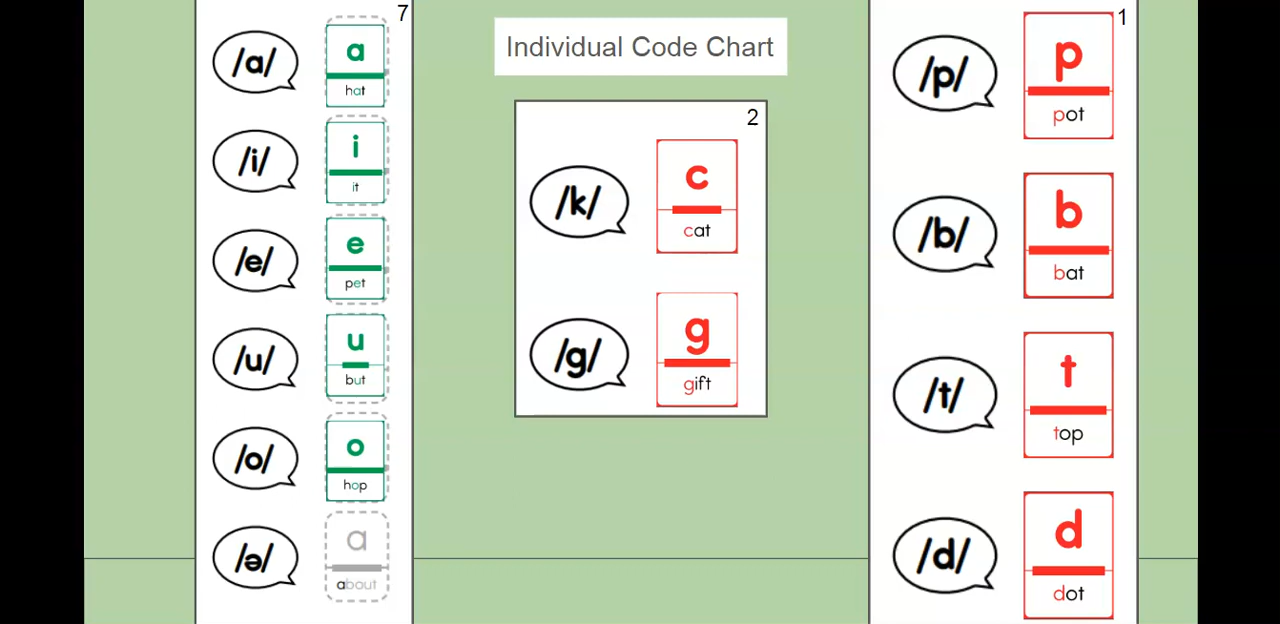 7
/a/
a
hat
/i/
i
it
/e/
e
pet
/u/
u
but
/o/
o
hop
/ə/
a
about
Individual Code Chart
2
/k/
c
cat
/g/
g
gift
1
/p/
p
pot
/b/
b
bat
/t/
t
top
/d/
d
dot